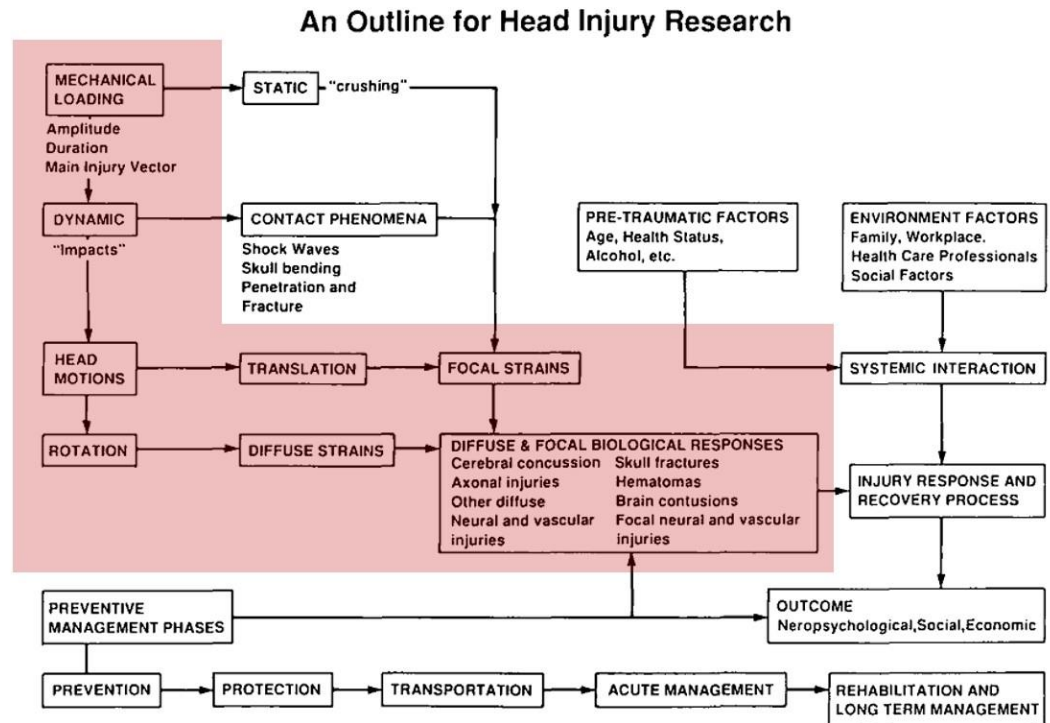 An Outline for Head Injury Research
MECHANICAL
LOADING
Amplitude
Duration
Main Injury Vector
STATIC
"crushing"
DYNAMIC
"Impacts"
CONTACT PHENOMENA
Shock Waves
Skull bending
Penetration and
Fracture
PRE-TRAUMATIC FACTORS
Age, Health Status,
Alcohol, etc.
ENVIRONMENT FACTORS
Family, Workplace.
Health Care Professionals
Social Factors
HEAD
MOTIONS
TRANSLATION
FOCAL STRAINS
SYSTEMIC INTERACTION
ROTATION
DIFFUSE STRAINS
DIFFUSE & FOCAL BIOLOGICAL RESPONSES
Cerebral concussion Skull fractures
Axonal injuries Hematomas
Other diffuse Brain contusions
Neural and vascular Focal neural and vascular
injuries injuries
INJURY RESPONSE AND
RECOVERY PROCESS
PREVENTIVE
MANAGEMENT PHASES
OUTCOME
Neropsychological,Social,Economic
PREVENTION
PROTECTION
TRANSPORTATION
ACUTE MANAGEMENT
REHABILITATION AND
LONG TERM MANAGEMENT